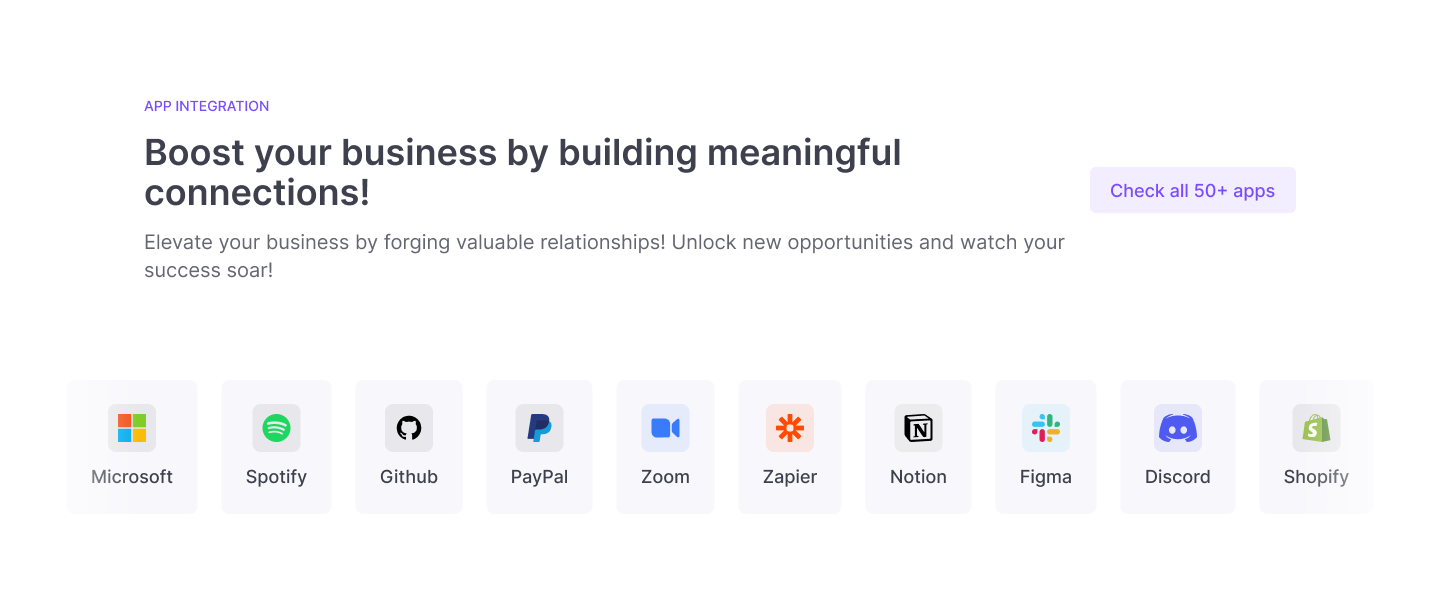 APP INTEGRATION
Boost your business by building meaningful
connections!
Check all 50+ apps
Elevate your business by forging valuable relationships! Unlock new opportunities and watch your
success soar!
Microsoft
Spotify
Github
PayPal
Zoom
Zapier
Notion
Figma
Discord
Shopify